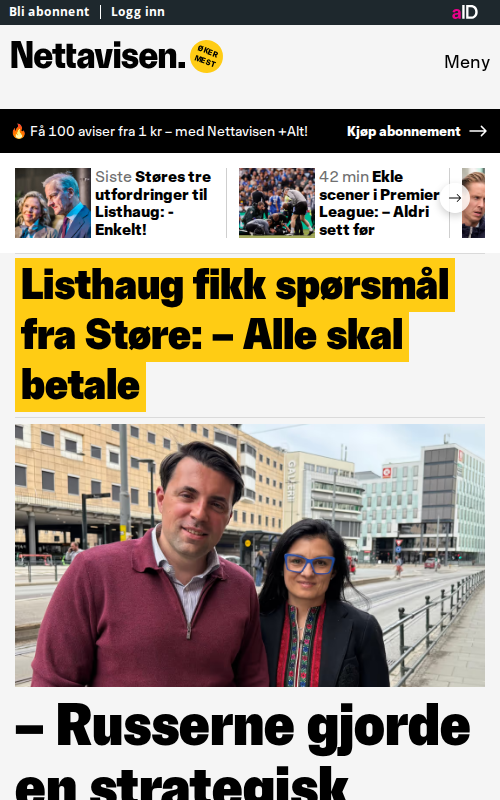 Bli abonnent
Logg inn
aID
Nettavisen.
ØKER
MEST
Meny
🔥 Få 100 aviser fra 1 kr – med Nettavisen +Alt!
Kjøp abonnement
Siste Støres tre
utfordringer til
Listhaug: -
Enkelt!
42 min Ekle
scener i Premier
League: – Aldri
sett før
Listhaug fikk spørsmål
fra Støre: – Alle skal
betale
– Russerne gjorde
en strategisk